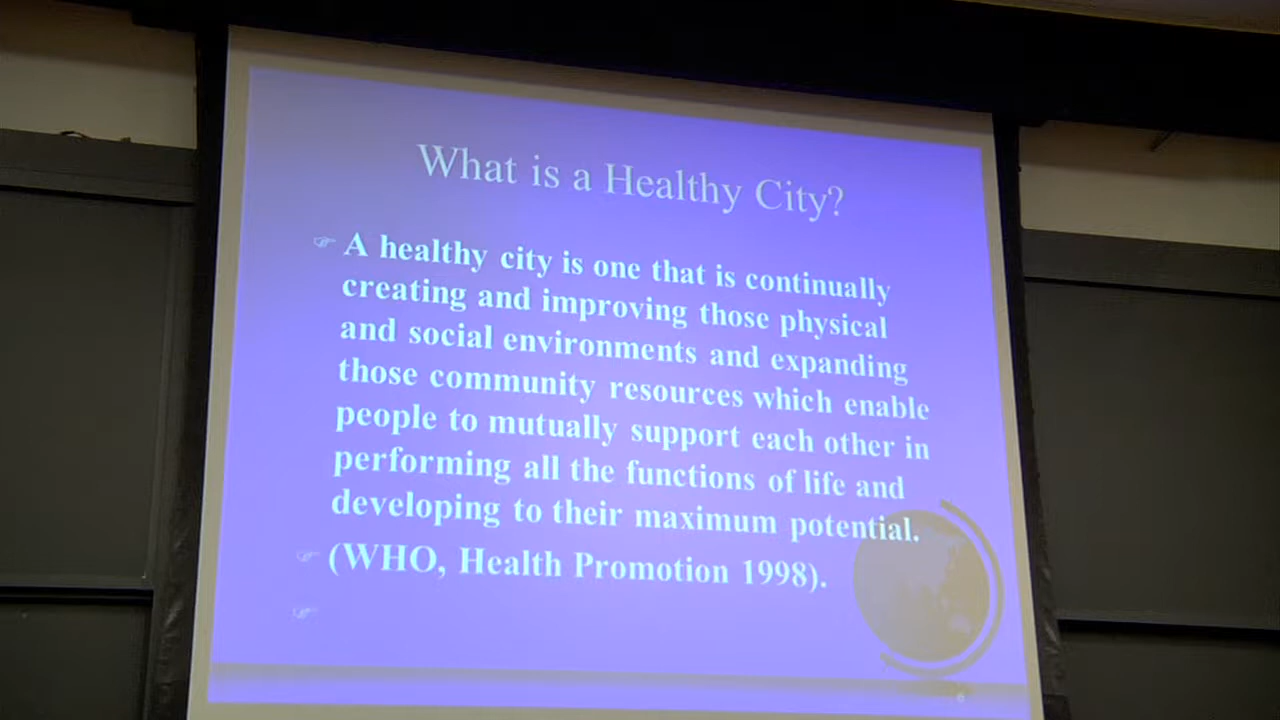 What is a Healthy City?
A healthy city is one that is continually
creating and improving those physical
and social environments and expanding
those community resources which enable
people to mutually support each other in
performing all the functions of life and
developing to their maximum potential.
(WHO, Health Promotion 1998).